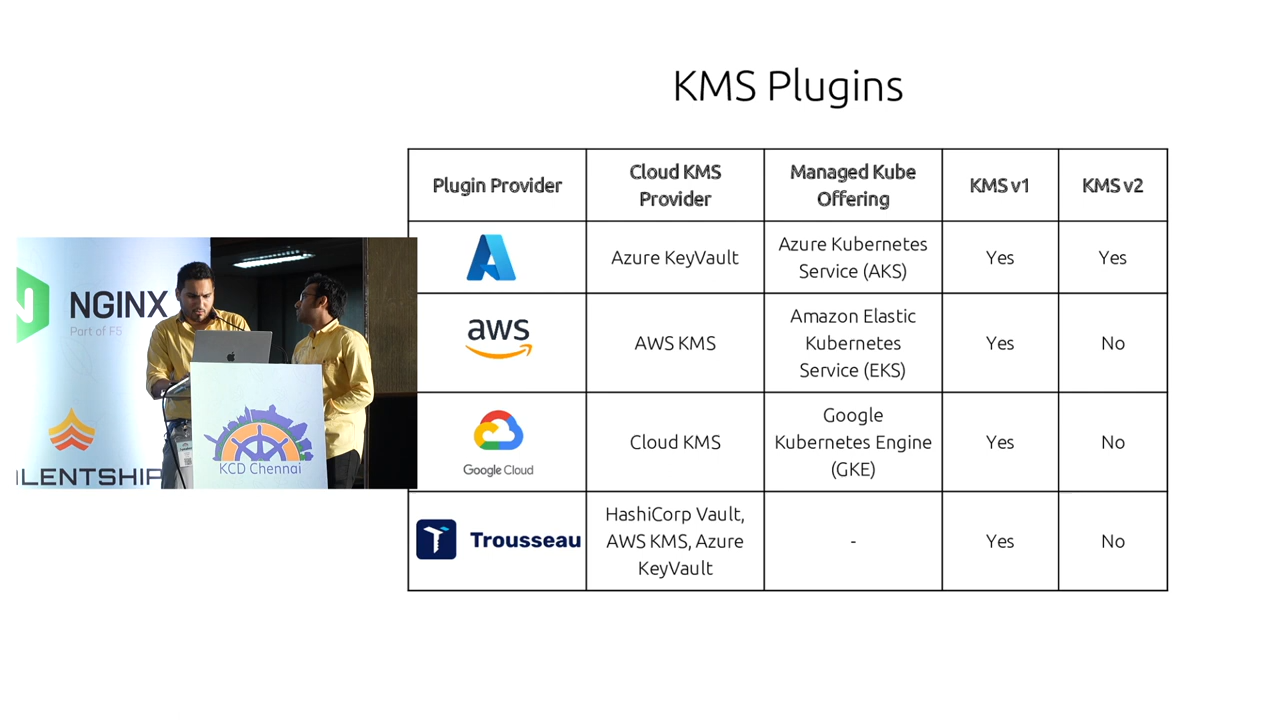 KMS Plugins
Plugin Provider
Cloud KMS
Provider
Managed Kube
Offering
KMS v1
KMS v2
Azure KeyVault
Azure Kubernetes
Service (AKS)
Yes
Yes
aws
AWS KMS
Amazon Elastic
Kubernetes
Service (EKS)
Yes
No
Google Cloud
Cloud KMS
Google
Kubernetes Engine
(GKE)
Yes
No
Trousseau
HashiCorp Vault,
AWS KMS, Azure
KeyVault
-
Yes
No
N
NGINX
Part of F5
KCD Chennai
ILENTSHIP